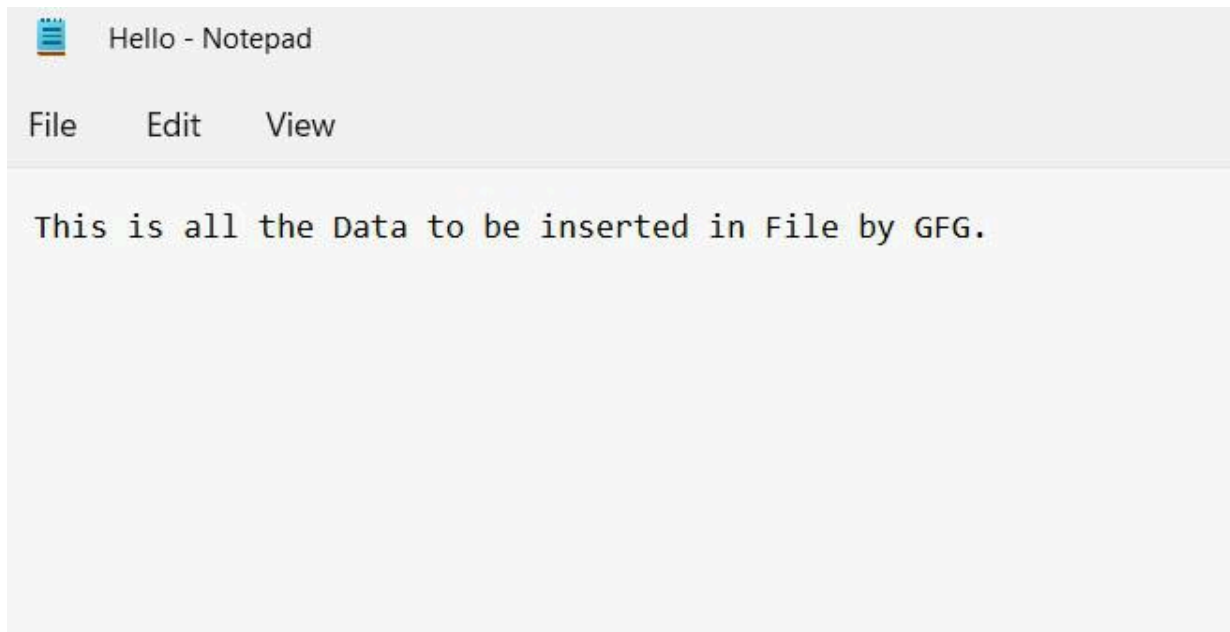 Hello - Notepad
File Edit View
This is all the Data to be inserted in File by GFG.